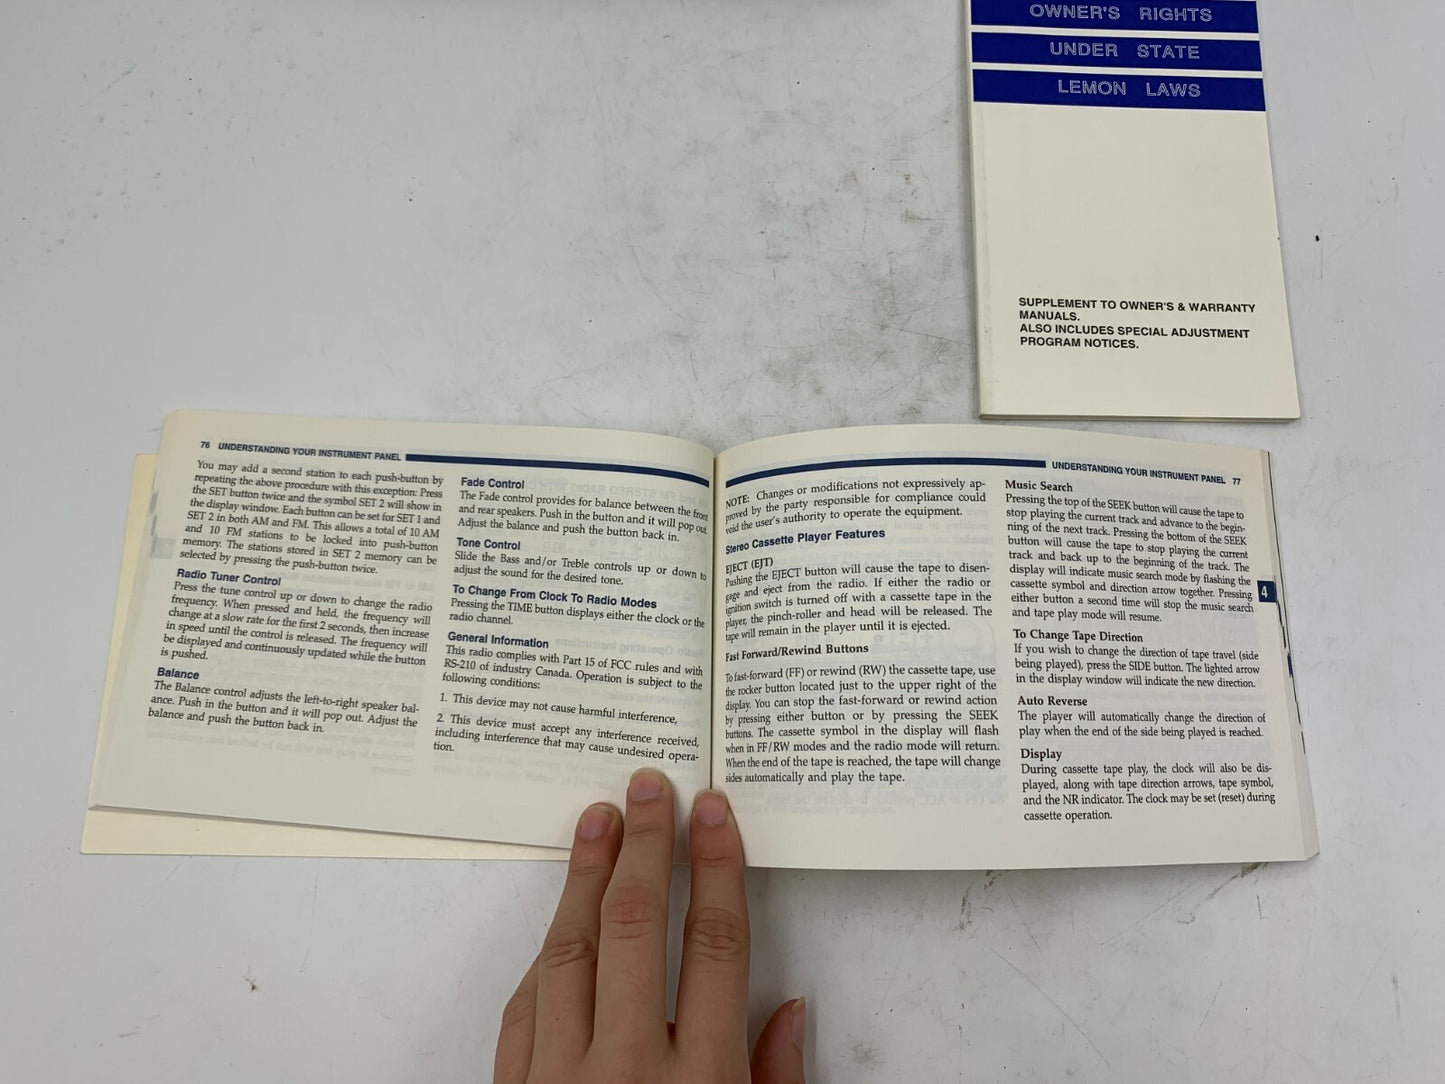 OWNER'S RIGHTS
UNDER STATE
LEMON LAWS
SUPPLEMENT TO OWNER'S & WARRANTY
MANUALS.
ALSO INCLUDES SPECIAL ADJUSTMENT
PROGRAM NOTICES.
76 UNDERSTANDING YOUR INSTRUMENT PANEL
You may add a second station to each push-button by
repeating the above procedure with this exception: Press
the SET button twice and the symbol SET 2 will show in
the display window. Each button can be set for SET 1 and
SET 2 in both AM and FM. This allows a total of 10 AM
and 10 FM stations to be locked into push-button
memory. The stations stored in SET 2 memory can be
selected by pressing the push-button twice.
Radio Tuner Control
Press the tune control up or down to change the radio
frequency. When pressed and held, the frequency will
change at a slow rate for the first 2 seconds, then increase
in speed until the control is released. The frequency will
be displayed and continuously updated while the button
is pushed.
Balance
The Balance control adjusts the left-to-right speaker bal-
ance. Push in the button and it will pop out. Adjust the
balance and push the button back in.
Fade Control
The Fade control provides for balance between the front
and rear speakers. Push in the button and it will pop out.
Adjust the balance and push the button back in.
Tone Control
Slide the Bass and/or Treble controls up or down to
adjust the sound for the desired tone.
To Change From Clock To Radio Modes
Pressing the TIME button displays either the clock or the
radio channel.
General Information
This radio complies with Part 15 of FCC rules and with
RS-210 of industry Canada. Operation is subject to the
following conditions:
1. This device may not cause harmful interference,
2. This device must accept any interference received,
including interference that may cause undesired opera-
tion.
UNDERSTANDING YOUR INSTRUMENT PANEL 77
NOTE: Changes or modifications not expressively ap-
proved by the party responsible for compliance could
void the user's authority to operate the equipment.
Stereo Cassette Player Features
EJECT (EJT)
Pushing the EJECT button will cause the tape to disen-
gage and eject from the radio. If either the radio or
ignition switch is turned off with a cassette tape in the
player, the pinch-roller and head will be released. The
tape will remain in the player until it is ejected.
Fast Forward/Rewind Buttons
To fast-forward (FF) or rewind (RW) the cassette tape, use
the rocker button located just to the upper right of the
display. You can stop the fast-forward or rewind action
by pressing either button or by pressing the SEEK
buttons. The cassette symbol in the display will flash
when in FF/RW modes and the radio mode will return.
When the end of the tape is reached, the tape will change
sides automatically and play the tape.
Music Search
Pressing the top of the SEEK button will cause the tape to
stop playing the current track and advance to the begin-
ning of the next track. Pressing the bottom of the SEEK
button will cause the tape to stop playing the current
track and back up to the beginning of the track. The
display will indicate music search mode by flashing the
cassette symbol and direction arrow together. Pressing
either button a second time will stop the music search
and tape play mode will resume.
To Change Tape Direction
If you wish to change the direction of tape travel (side
being played), press the SIDE button. The lighted arrow
in the display window will indicate the new direction.
Auto Reverse
The player will automatically change the direction of
play when the end of the side being played is reached.
Display
During cassette tape play, the clock will also be dis-
played, along with tape direction arrows, tape symbol,
and the NR indicator. The clock may be set (reset) during
cassette operation.
4